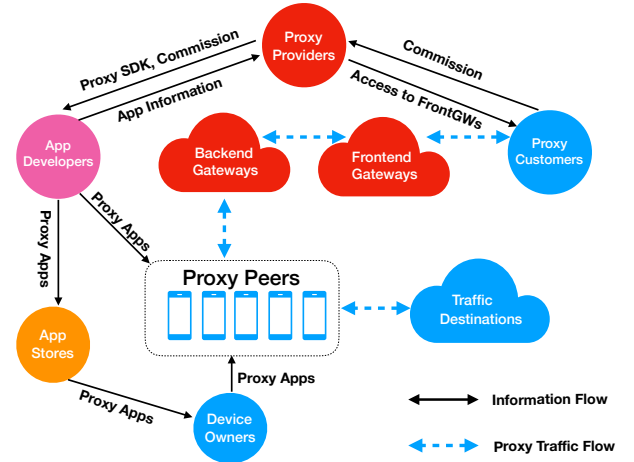 Proxy
Providers
Proxy SDK, Commission
Commission
App Information
Access to FrontGWs
App
Developers
Backend
Gateways
Frontend
Gateways
Proxy
Customers
Proxy Apps
Proxy Apps
Proxy Peers
Traffic
Destinations
App
Stores
Proxy Apps
Proxy Apps
Device
Owners
Information Flow
Proxy Traffic Flow